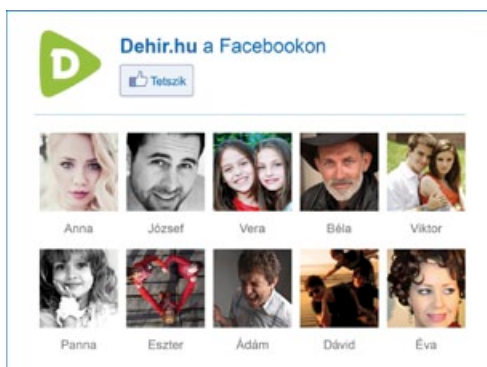 D
Dehir.hu a Facebookon
Tetszik
Anna József Vera Béla Viktor
Panna Eszter Ádám Dávid Éva